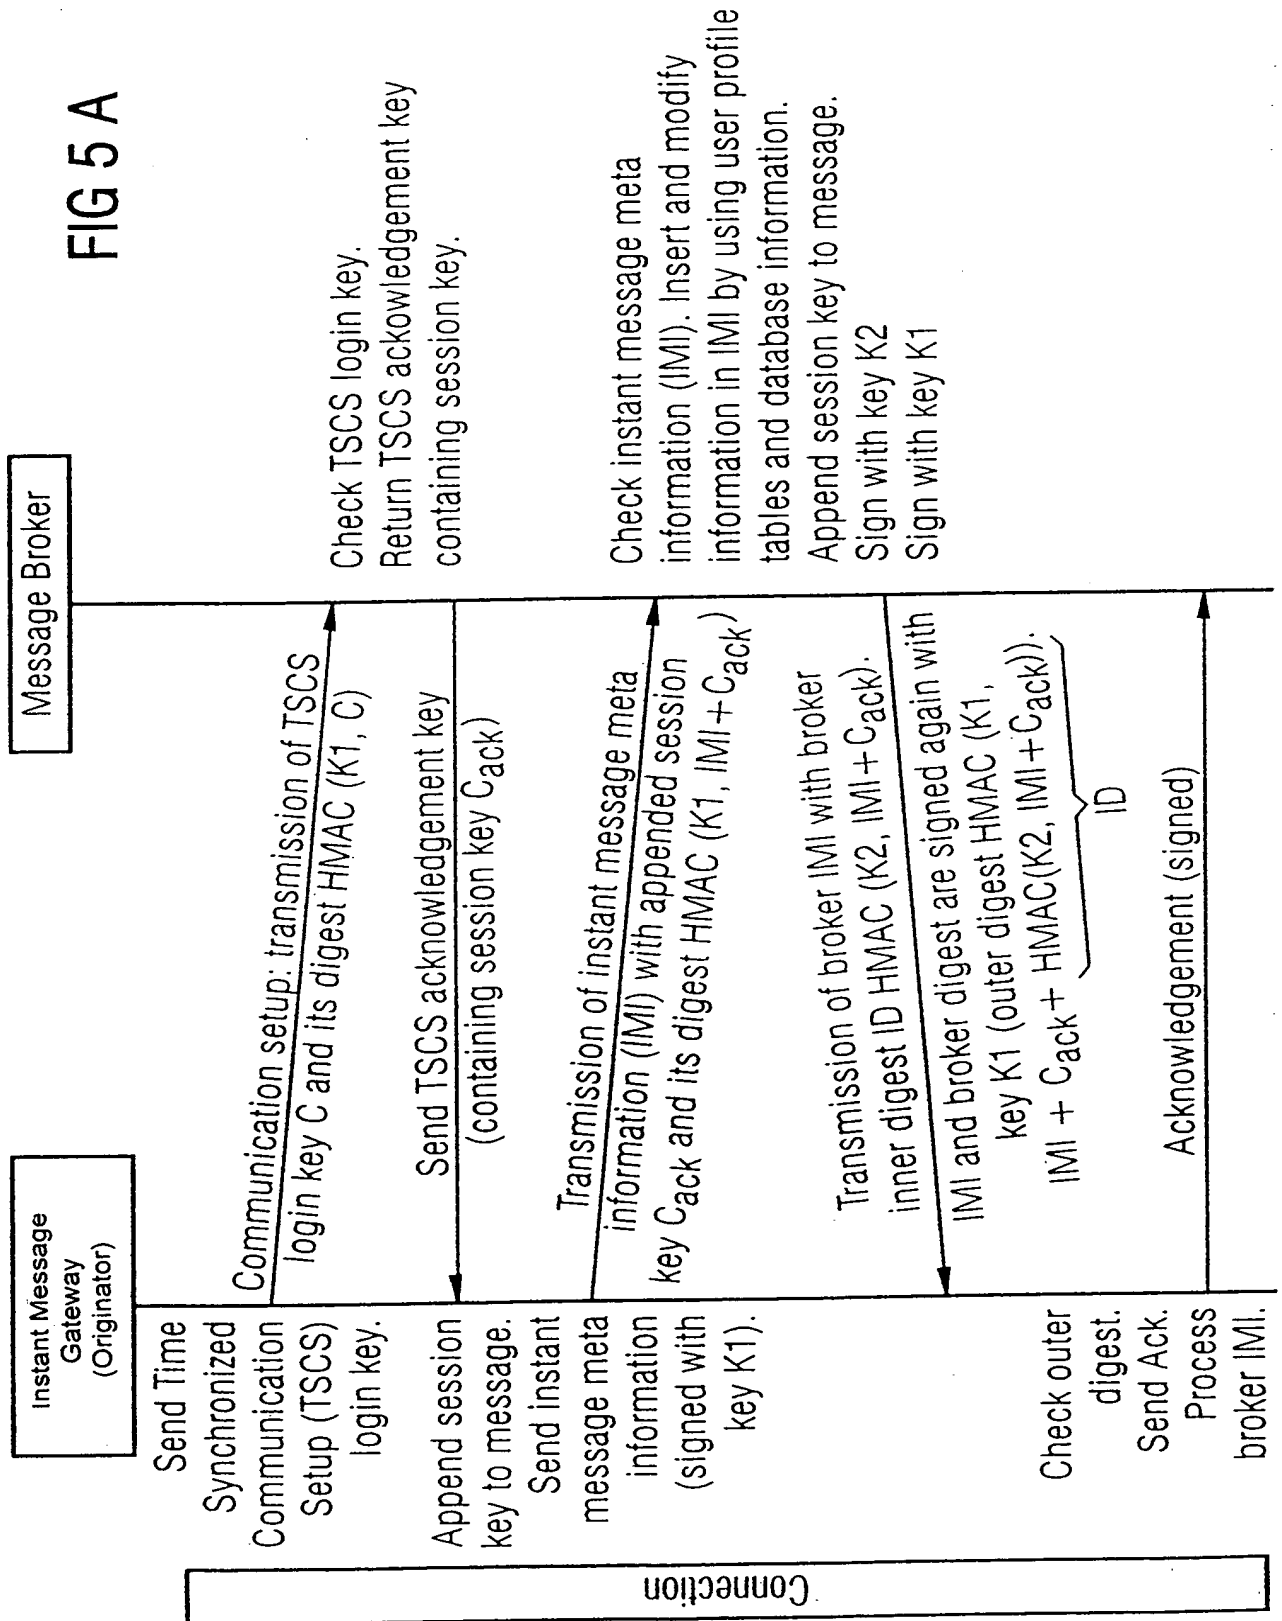 FIG 5 A
Instant Message
Gateway
(Originator)
Message Broker
Connection
Send Time
Synchronized
Communication
Setup (TSCS)
login key.
Communication setup: transmission of TSCS
login key C and its digest HMAC (K1, C)
Check TSCS login key.
Return TSCS ackowledgement key
containing session key.
Send TSCS acknowledgement key
(containing session key Cack)
Append session
key to message.
Send instant
message meta
information
(signed with
key K1).
Transmission of instant message meta
information (IMI) with appended session
key Cack and its digest HMAC (K1, IMI+Cack)
Check instant message meta
information (IMI). Insert and modify
information in IMI by using user profile
tables and database information.
Append session key to message.
Sign with key K2
Sign with key K1
Transmission of broker IMI with broker
inner digest ID HMAC (K2, IMI+Cack).
IMI and broker digest are signed again with
key K1 (outer digest HMAC (K1,
IMI + Cack + HMAC(K2, IMI+Cack)).
ID
Check outer
digest.
Send Ack.
Process
broker IMI.
Acknowledgement (signed)